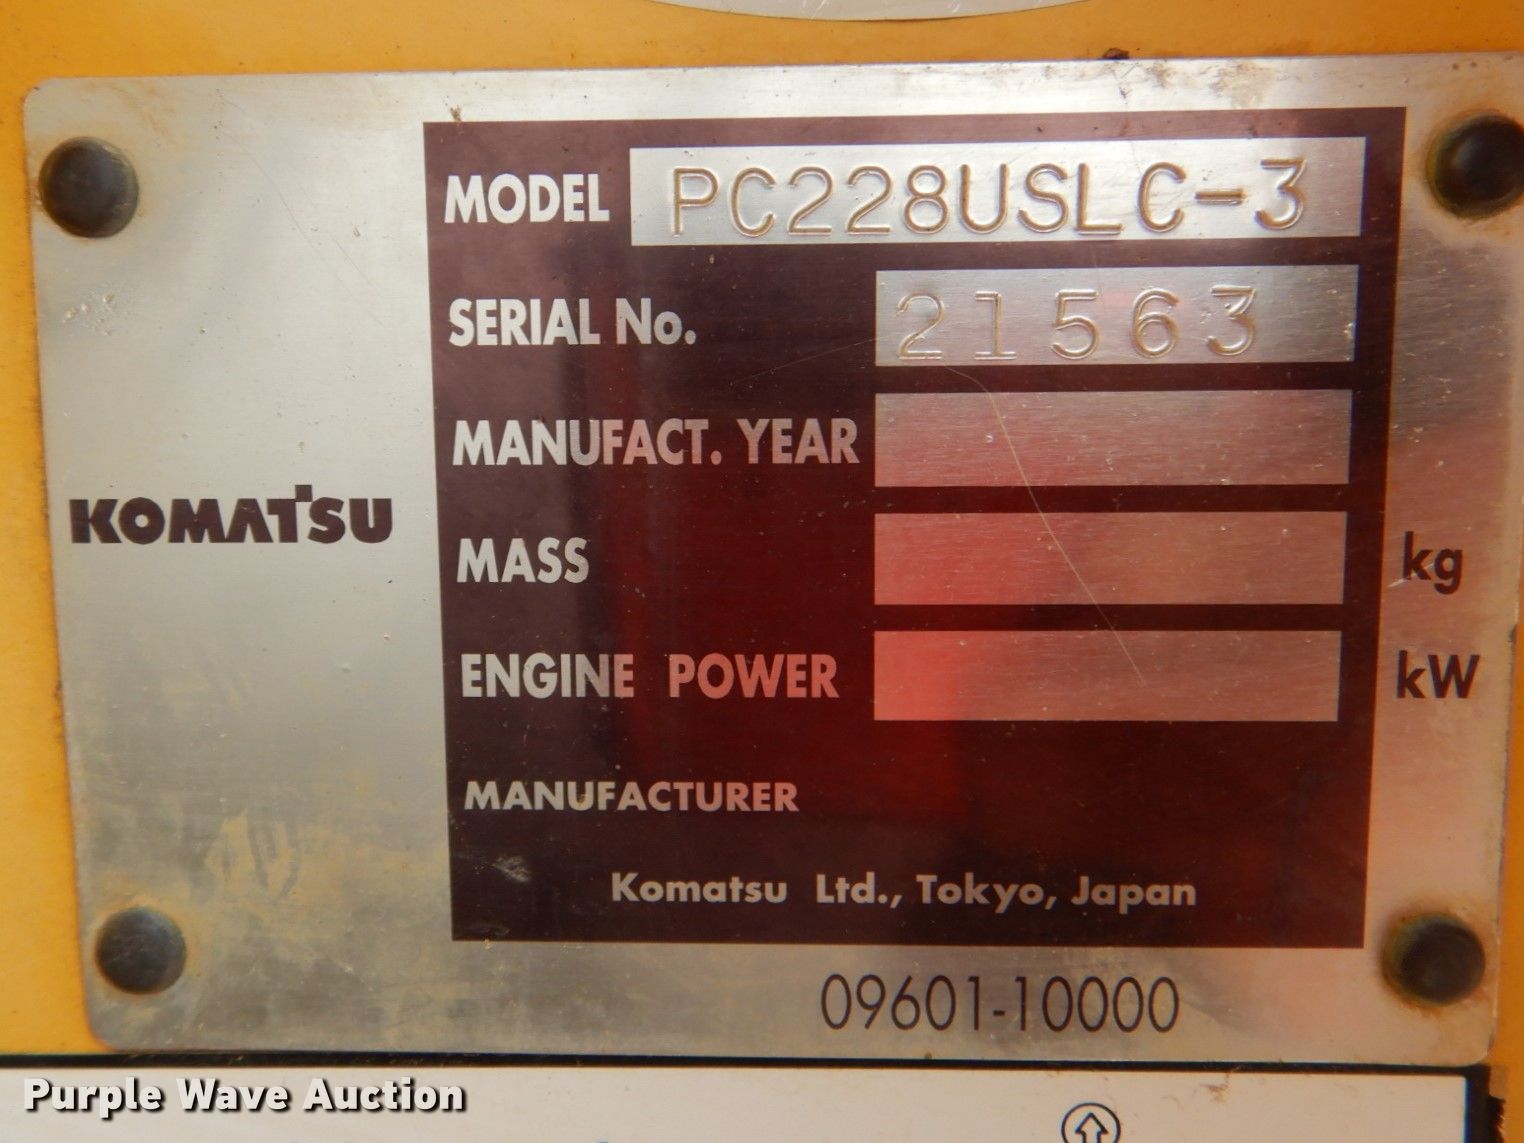 MODEL PC228USLC-3
SERIAL No. 21563
MANUFACT. YEAR
KOMATSU
MASS kg
ENGINE POWER kW
MANUFACTURER
Komatsu Ltd., Tokyo, Japan
09601-10000
Purple Wave Auction